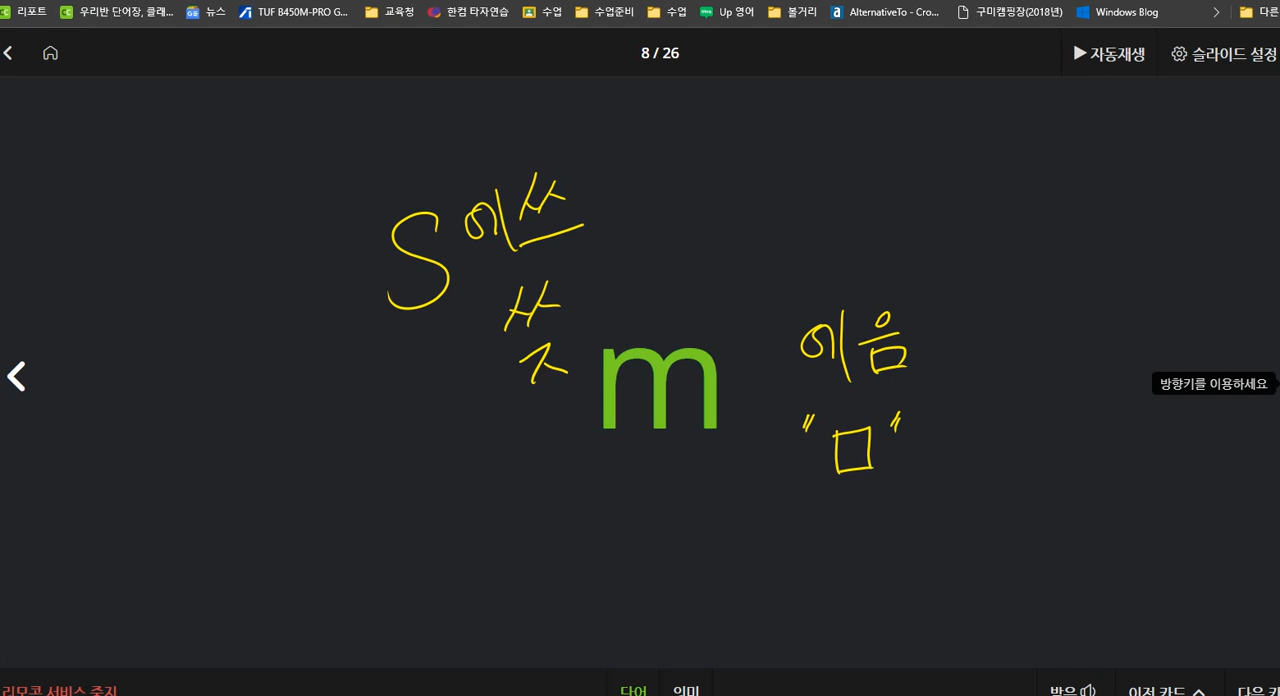 리포트 우리반 단어장, 클래... 뉴스 TUF B450M-PRO G... 교육청 한컴 타자연습 수업 수업준비 수업 Up 영어 볼거리 AlternativeTo - Cro... 구미캠핑장(2018년) Windows Blog 다른
8 / 26
자동재생 슬라이드 설정
S 에스
ㅅ
ㅈ
m 에음
"ㅁ"
방향키를 이용하세요
리모콘 서비스 중지 단어 의미 발음 이전 카드 다음 카